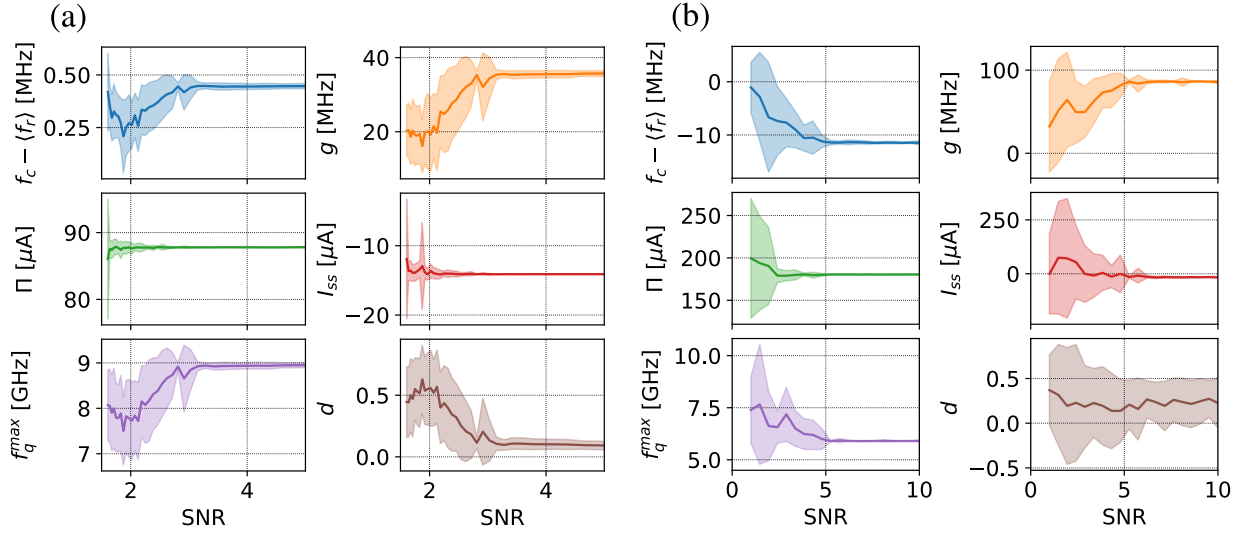 (a)
f_c − ⟨f_r⟩ [MHz]
0.50
0.25
g [MHz]
40
20
Π [μA]
90
80
I_ss [μA]
−10
−20
f_q^max [GHz]
9
8
7
2
4
SNR
d
0.5
0.0
2
4
SNR
(b)
f_c − ⟨f_r⟩ [MHz]
0
−10
g [MHz]
100
0
Π [μA]
250
200
150
I_ss [μA]
250
0
f_q^max [GHz]
10.0
7.5
5.0
0
5
10
SNR
d
0.5
0.0
−0.5
0
5
10
SNR